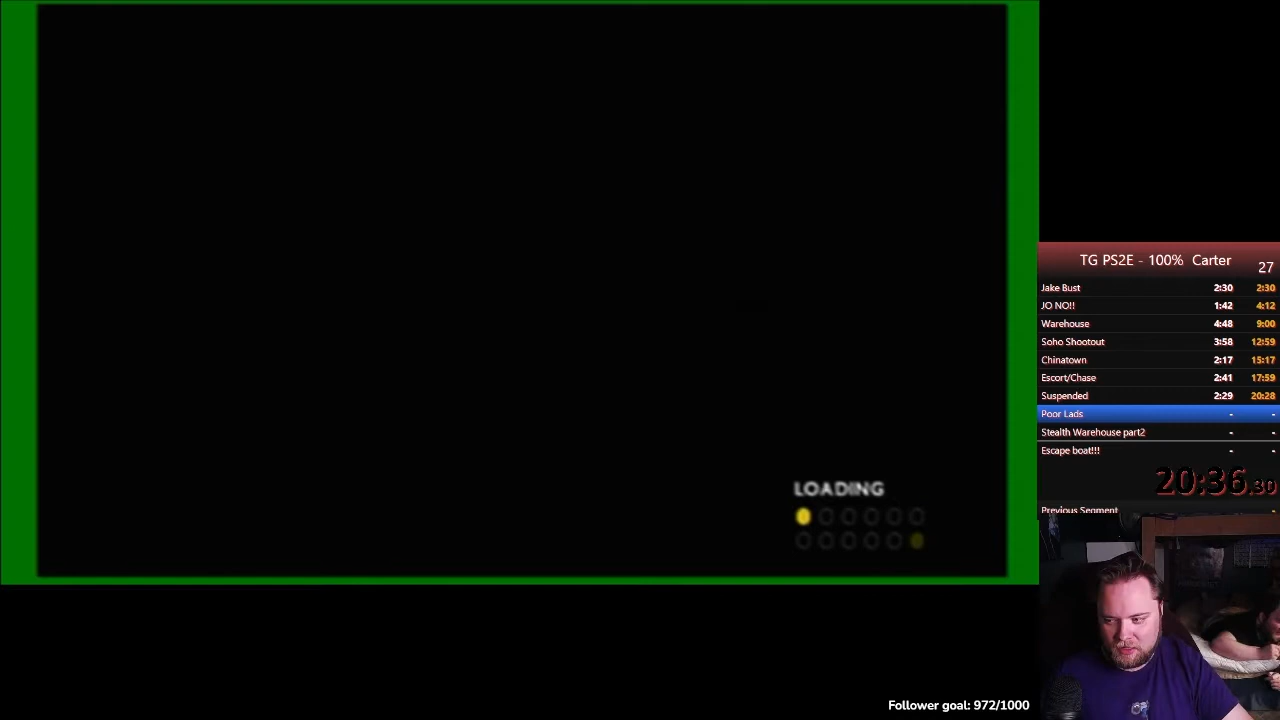 LOADING
TG PS2E - 100% Carter
27
Jake Bust 2:30 2:30
JO NO!! 1:42 4:12
Warehouse 4:48 9:00
Soho Shootout 3:58 12:59
Chinatown 2:17 15:17
Escort/Chase 2:41 17:59
Suspended 2:29 20:28
Poor Lads - -
Stealth Warehouse part2 - -
Escape boat!!! - -
20:36.30
Previous Segment -
Follower goal: 972/1000